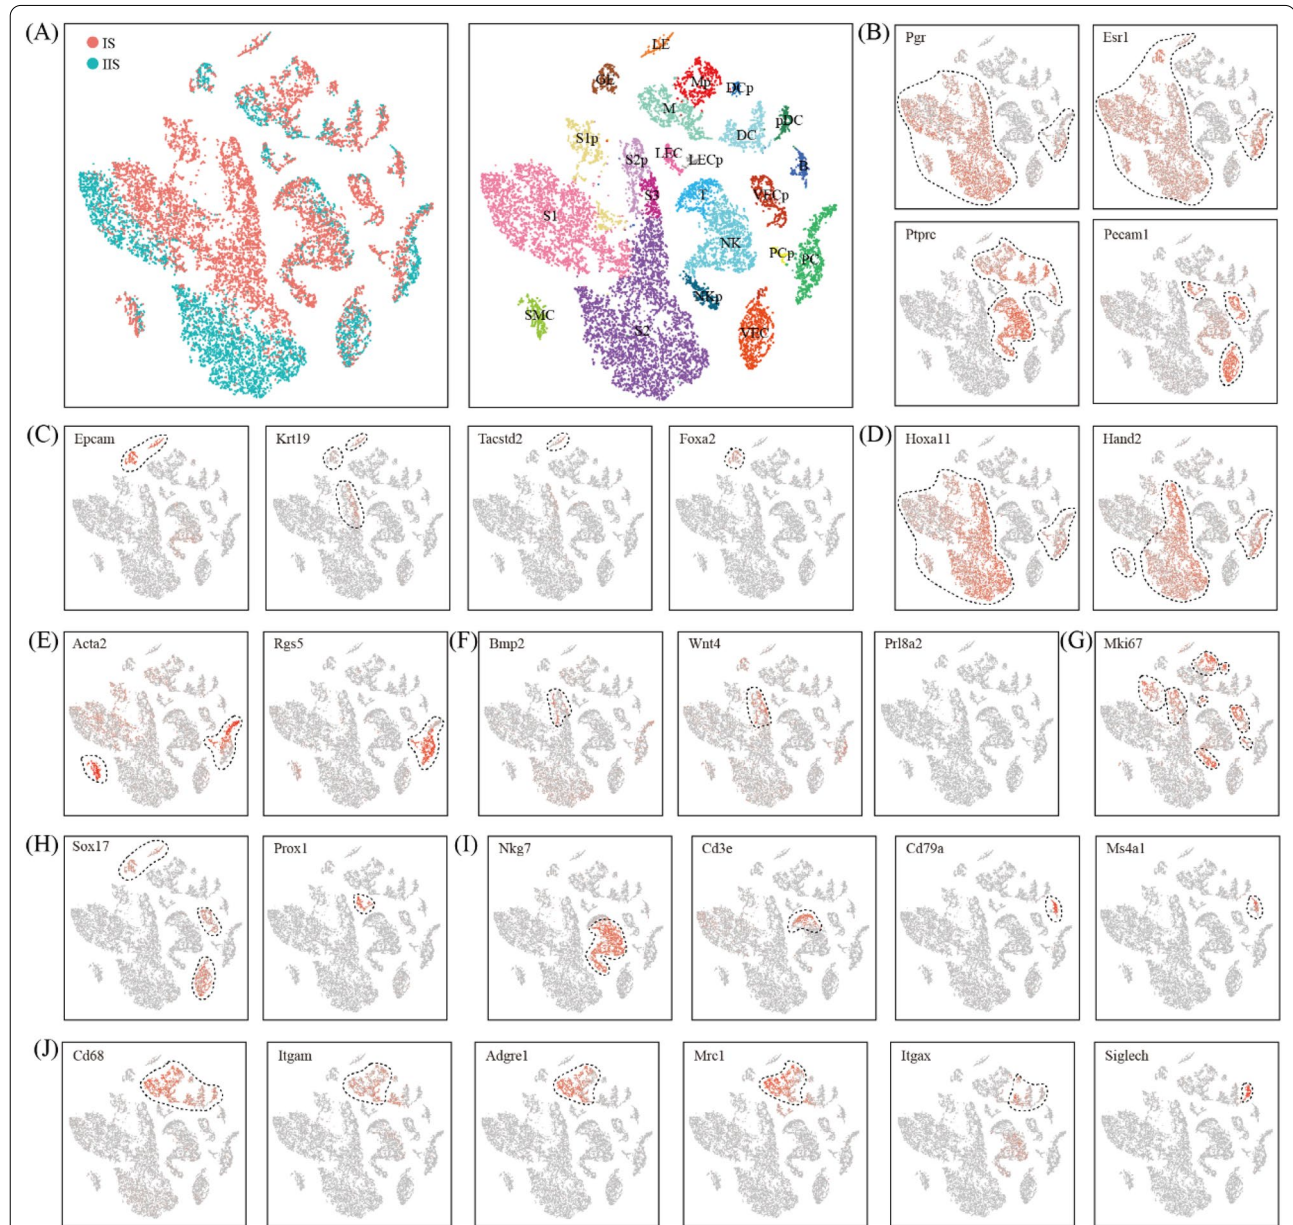 (A)
IS
IIS
LE
GE
Mp
DCp
M
S1p
DC
pDC
S2p
LEC
LECp
B
S3
T
VECp
S1
NK
PCp
PC
NKp
SMC
S2
VEC
(B)
Pgr
Esr1
Ptprc
Pecam1
(C)
Epcam
Krt19
Tacstd2
Foxa2
(D)
Hoxa11
Hand2
(E)
Acta2
Rgs5
(F)
Bmp2
Wnt4
Prl8a2
(G)
Mki67
(H)
Sox17
Prox1
(I)
Nkg7
Cd3e
Cd79a
Ms4a1
(J)
Cd68
Itgam
Adgre1
Mrc1
Itgax
Siglech